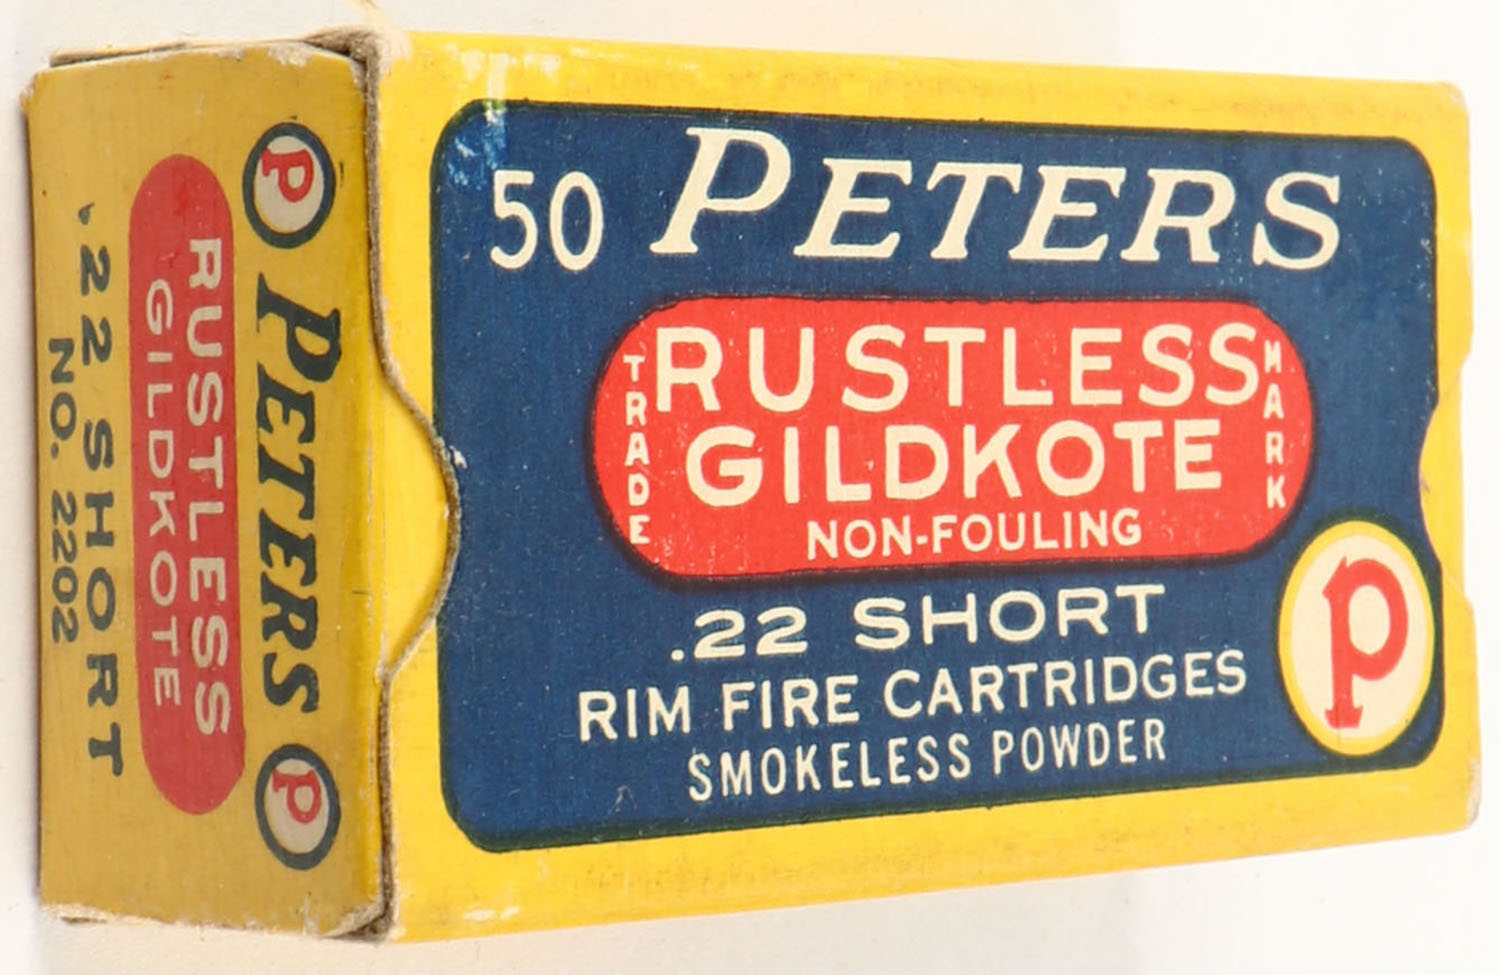 50 PETERS
TRADE MARK
RUSTLESS
GILDKOTE
NON-FOULING
.22 SHORT
RIM FIRE CARTRIDGES
SMOKELESS POWDER
P
P PETERS P
RUSTLESS
GILDKOTE
.22 SHORT
NO. 2202